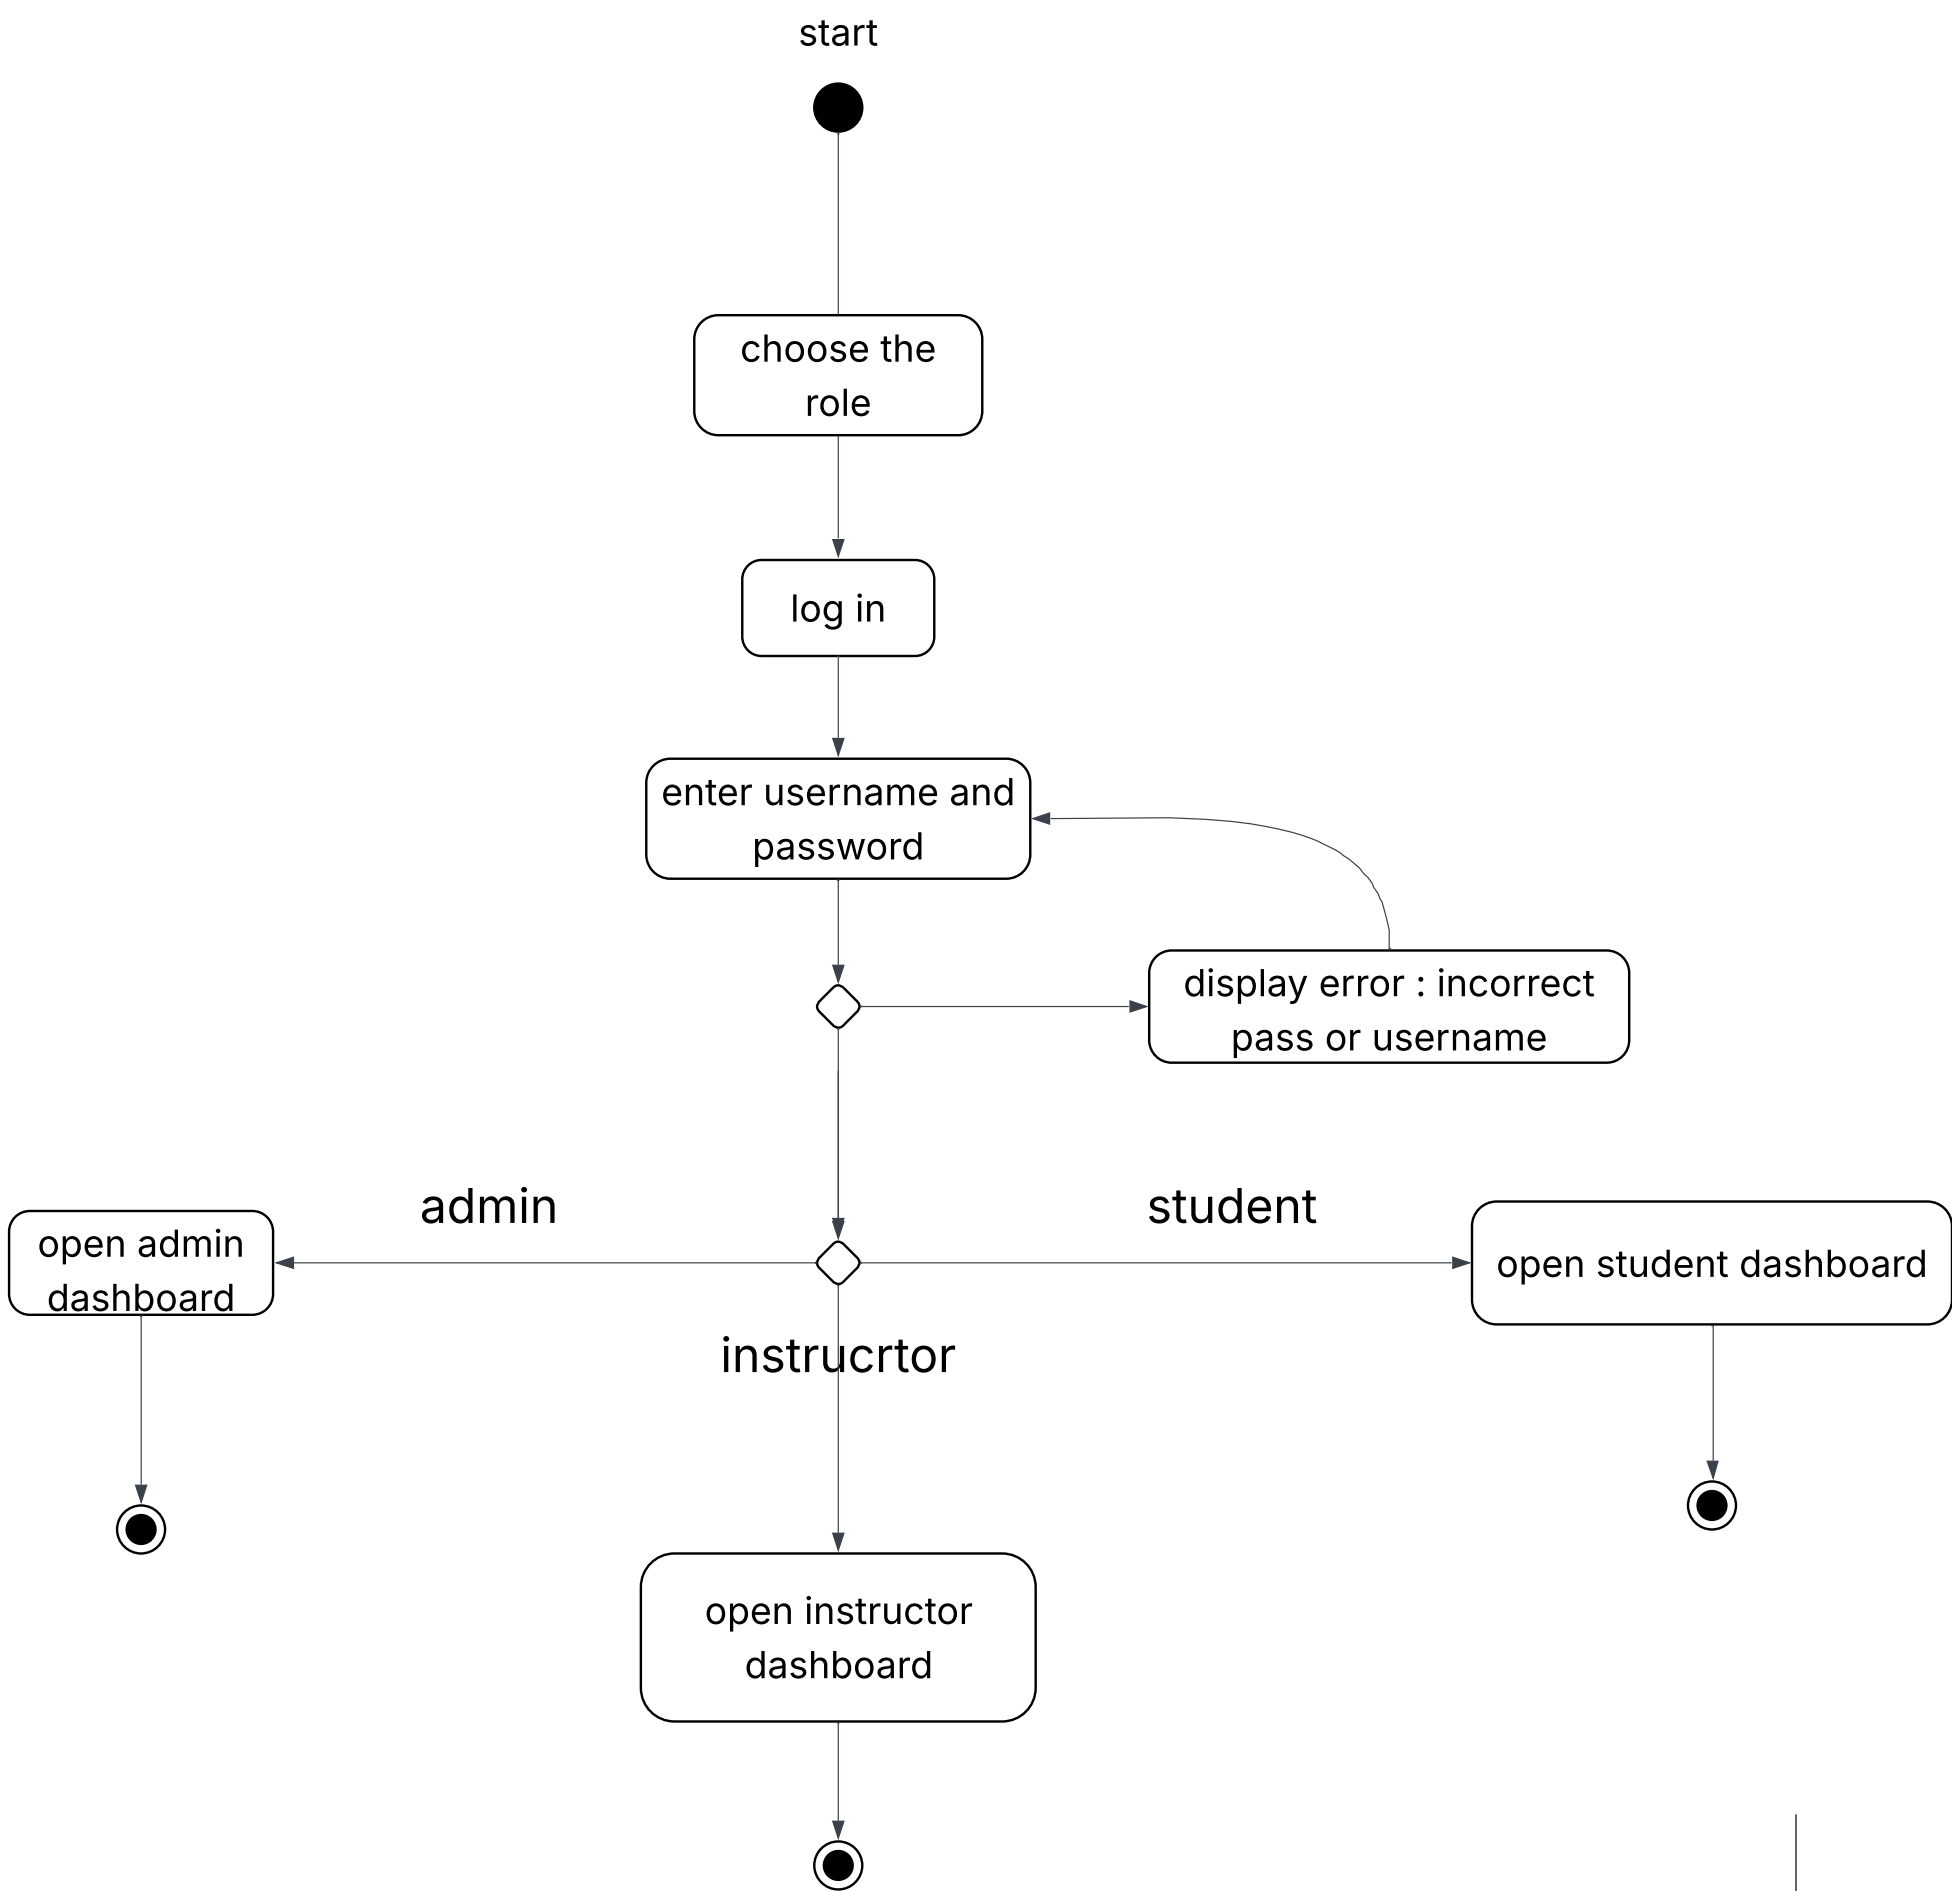 start
choose the
role
log in
enter username and
password
display error : incorrect
pass or username
admin
student
open admin
dashboard
open student dashboard
instrucrtor
open instructor
dashboard